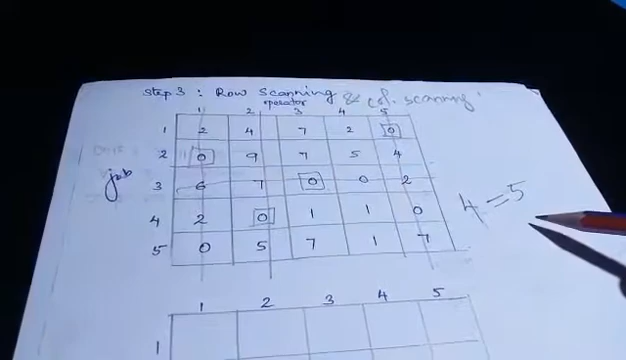 Step 3 : Row Scanning & col. scanning
operator
1 2 3 4 5
1 2 4 7 2 0
2 0 9 7 5 4
job
3 6 7 0 0 2
4 2 0 1 1 0
5 0 5 7 1 7
4 = 5
1 2 3 4 5
1